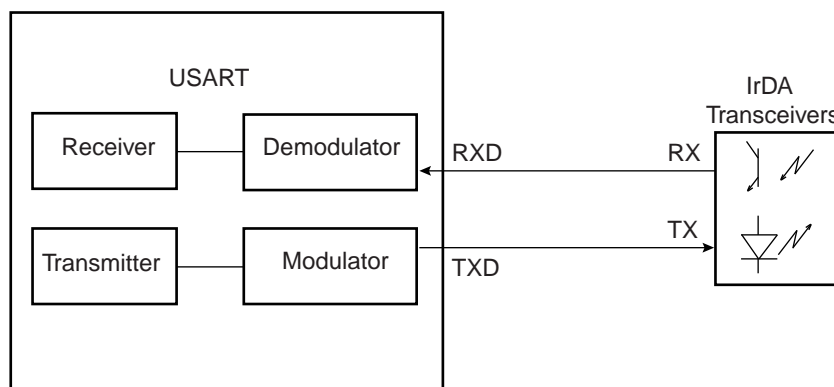 USART
IrDA
Transceivers
Receiver
Demodulator
RXD
RX
Transmitter
Modulator
TXD
TX